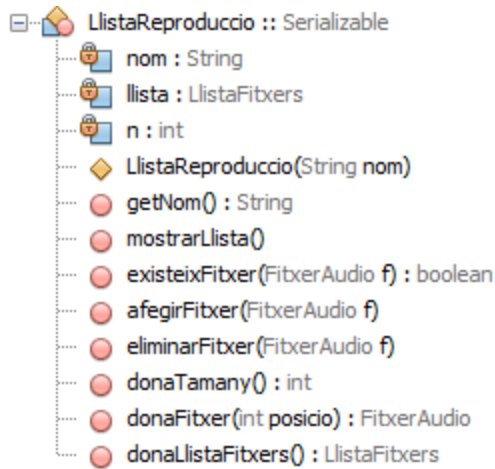 LlistaReproduccio :: Serializable
nom : String
llista : LlistaFitxers
n : int
LlistaReproduccio(String nom)
getNom() : String
mostrarLlista()
existeixFitxer(FitxerAudio f) : boolean
afegirFitxer(FitxerAudio f)
eliminarFitxer(FitxerAudio f)
donaTamany() : int
donaFitxer(int posicio) : FitxerAudio
donaLlistaFitxers() : LlistaFitxers